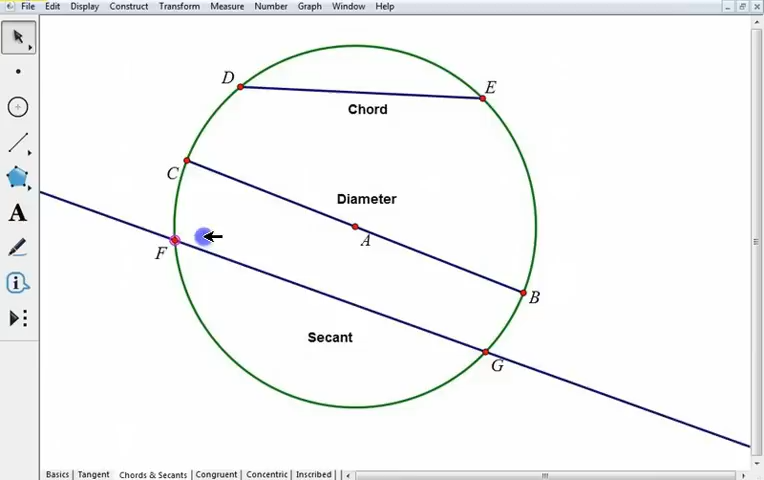 File Edit Display Construct Transform Measure Number Graph Window Help
D
E
Chord
C
Diameter
A
F
B
Secant
G
A
Basics Tangent Chords & Secants Congruent Concentric Inscribed